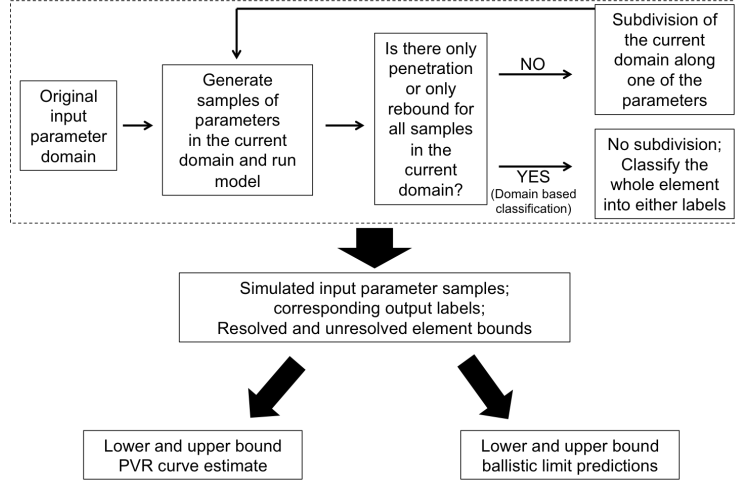 Original
input
parameter
domain
Generate
samples of
parameters
in the current
domain and run
model
Is there only
penetration
or only
rebound for
all samples
in the
current
domain?
NO
Subdivision of
the current
domain along
one of the
parameters
YES
(Domain based
classification)
No subdivision;
Classify the
whole element
into either labels
Simulated input parameter samples;
corresponding output labels;
Resolved and unresolved element bounds
Lower and upper bound
PVR curve estimate
Lower and upper bound
ballistic limit predictions